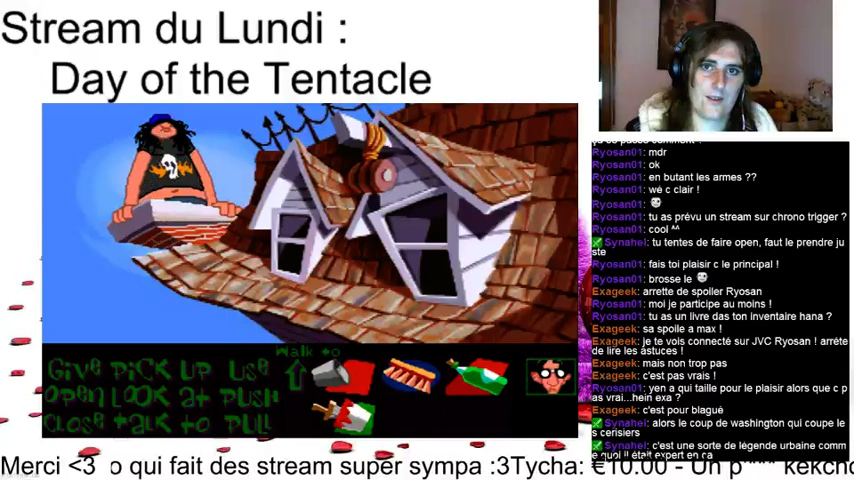 Stream du Lundi :
Day of the Tentacle
Ryosan01: mdr
Ryosan01: ok
Ryosan01: en butant les armes ??
Ryosan01: wé c clair !
Ryosan01:
Ryosan01: tu as prévu un stream sur chrono trigger ?
Ryosan01: cool ^^
Synahel: tu tentes de faire open, faut le prendre ju
ste
Ryosan01: fais toi plaisir c le principal !
Ryosan01: brosse le
Exageek: arrette de spoiler Ryosan
Ryosan01: moi je participe au moins !
Ryosan01: tu as un livre das ton inventaire hana ?
Exageek: sa spoile a max !
Exageek: je te vois connecté sur JVC Ryosan! arrête
de lire les astuces !
Exageek: mais non trop pas
Exageek: c'est pas vrais !
Ryosan01: yen a qui taille pour le plaisir alors que c p
as vrai...hein exa ?
Exageek: c'est pour blagué
Synahel: alors le coup de washington qui coupe le
s cerisiers
Synahel: c'est une sorte de légende urbaine comm
e quoi il était expert en ça
Walk to
Give Pick up Use
Open Look at Push
Close Talk to Pull
Merci <3 o qui fait des stream super sympa :3Tycha: €10.00 - Un p*** kekcho